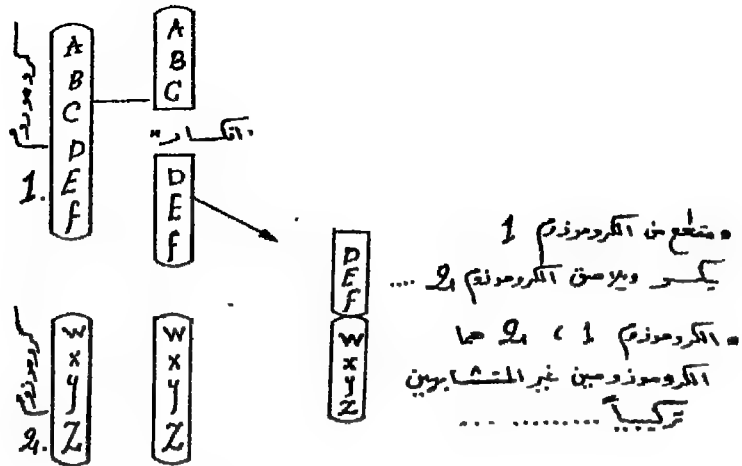 كروموزوم
1.
A
B
C
D
E
f
A
B
C
"انكسار"
D
E
f
D
E
f
W
x
y
Z
• مقطع من الكروموزوم 1
يكسر ويلاصق الكروموزوم 2 ....
• الكروموزوم 1 ، 2 هما
الكروموزومين غير المتشابهين
تركيبياً ......... ...
كروموزوم
2.
W
x
y
Z
W
x
y
Z